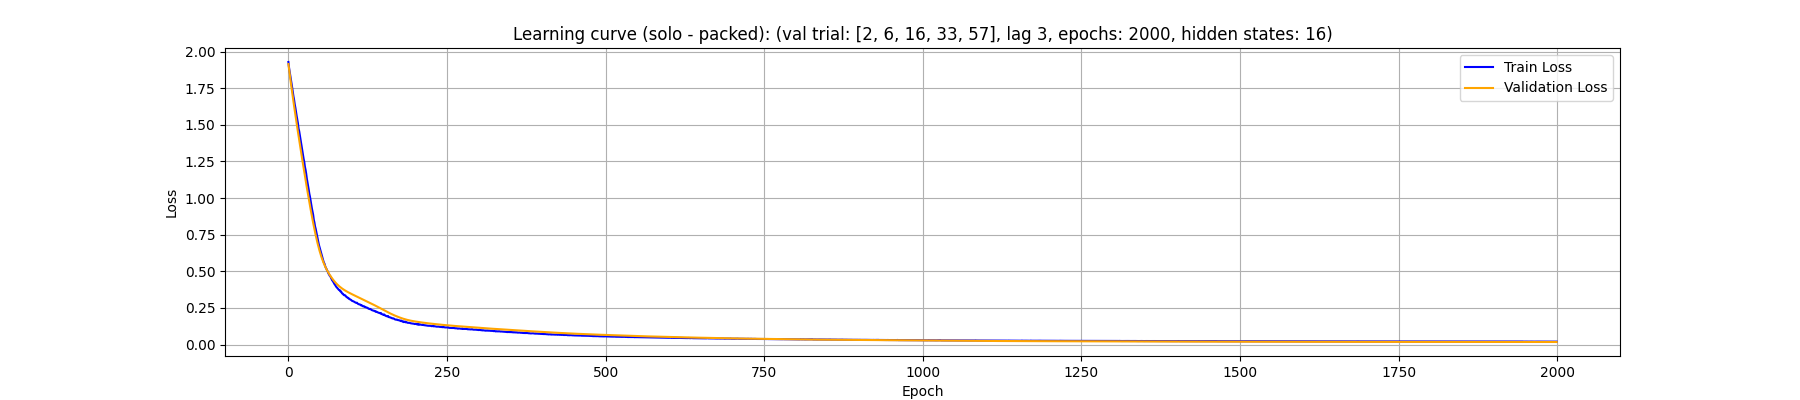 Learning curve (solo - packed): (val trial: [2, 6, 16, 33, 57], lag 3, epochs: 2000, hidden states: 16)
Train Loss
Validation Loss
2.00
1.75
1.50
1.25
1.00
0.75
0.50
0.25
0.00
Loss
0 250 500 750 1000 1250 1500 1750 2000
Epoch